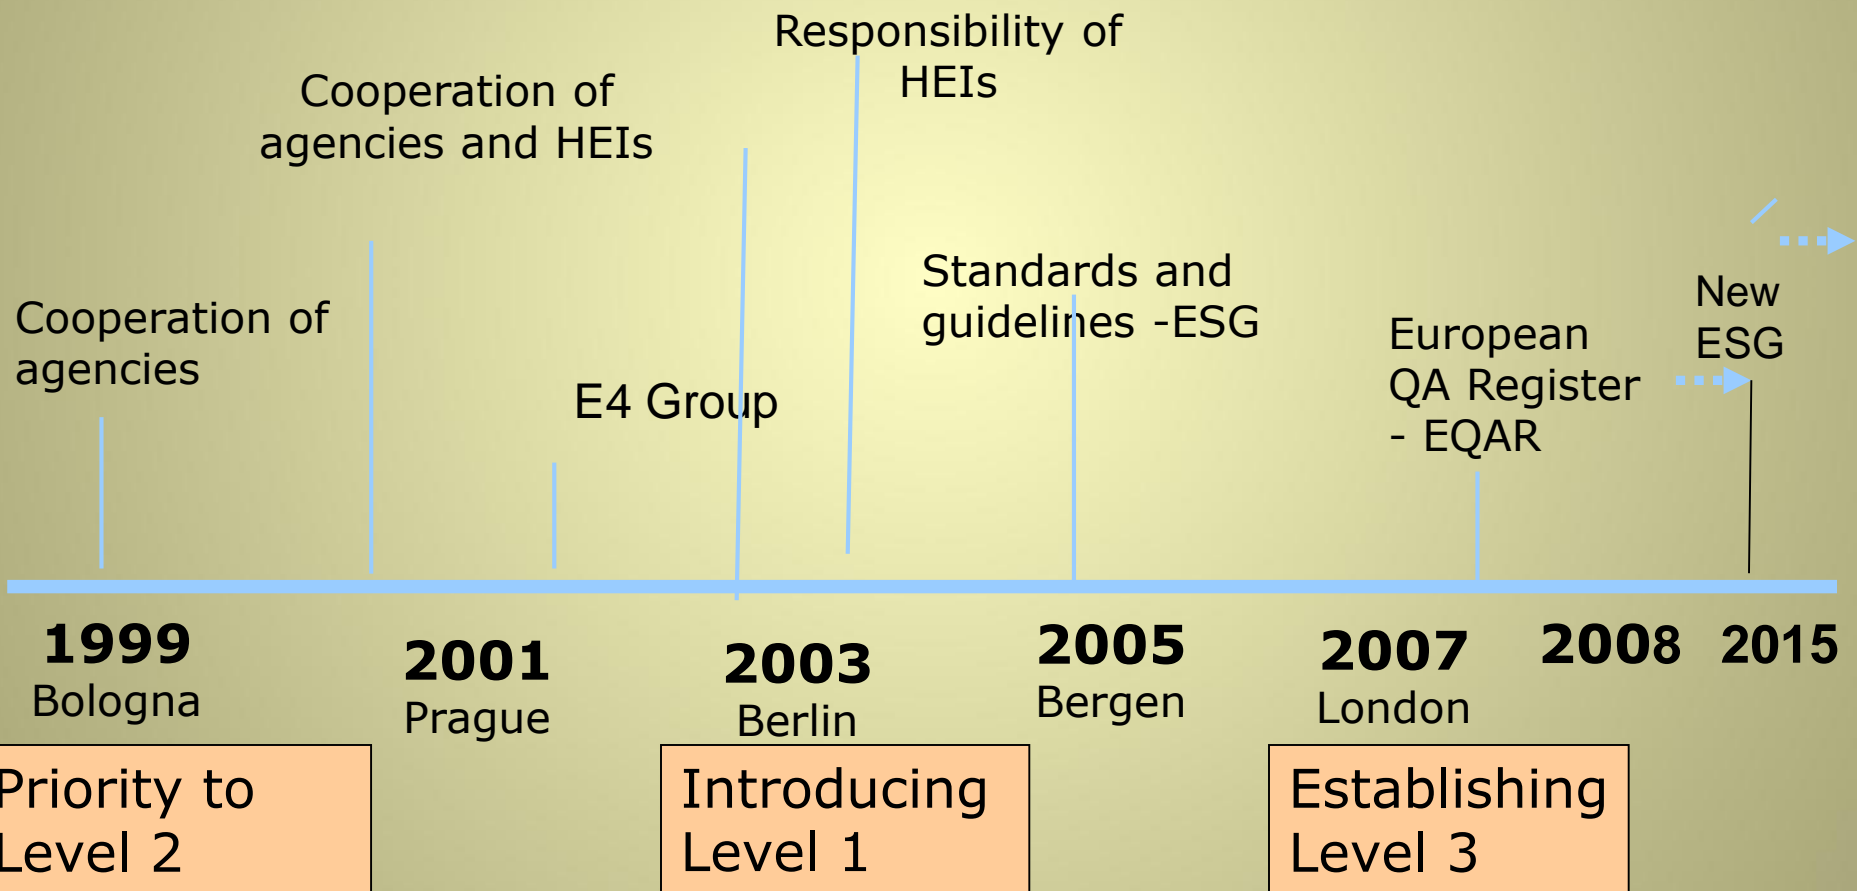 Responsibility of
HEIs
Cooperation of
agencies and HEIs
Cooperation of
agencies
E4 Group
Standards and
guidelines -ESG
European
QA Register
- EQAR
New
ESG
1999
Bologna
2001
Prague
2003
Berlin
2005
Bergen
2007
London
2008
2015
Priority to
Level 2
Introducing
Level 1
Establishing
Level 3